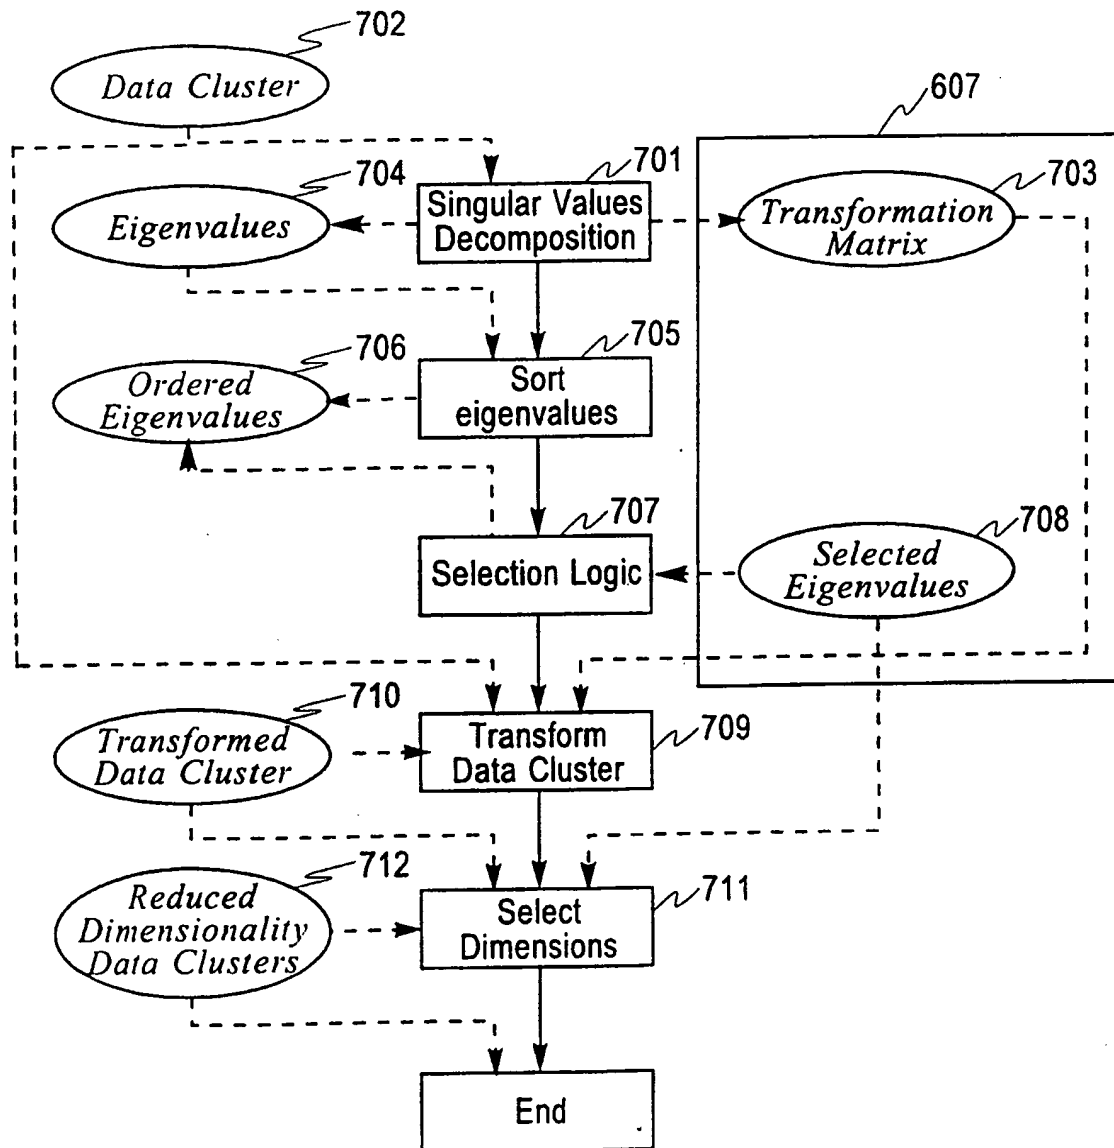 702
Data Cluster
607
704
701
703
Eigenvalues
Singular Values
Decomposition
Transformation
Matrix
706
705
Ordered
Eigenvalues
Sort
eigenvalues
707
708
Selection Logic
Selected
Eigenvalues
710
Transformed
Data Cluster
Transform
Data Cluster
709
712
Reduced
Dimensionality
Data Clusters
Select
Dimensions
711
End